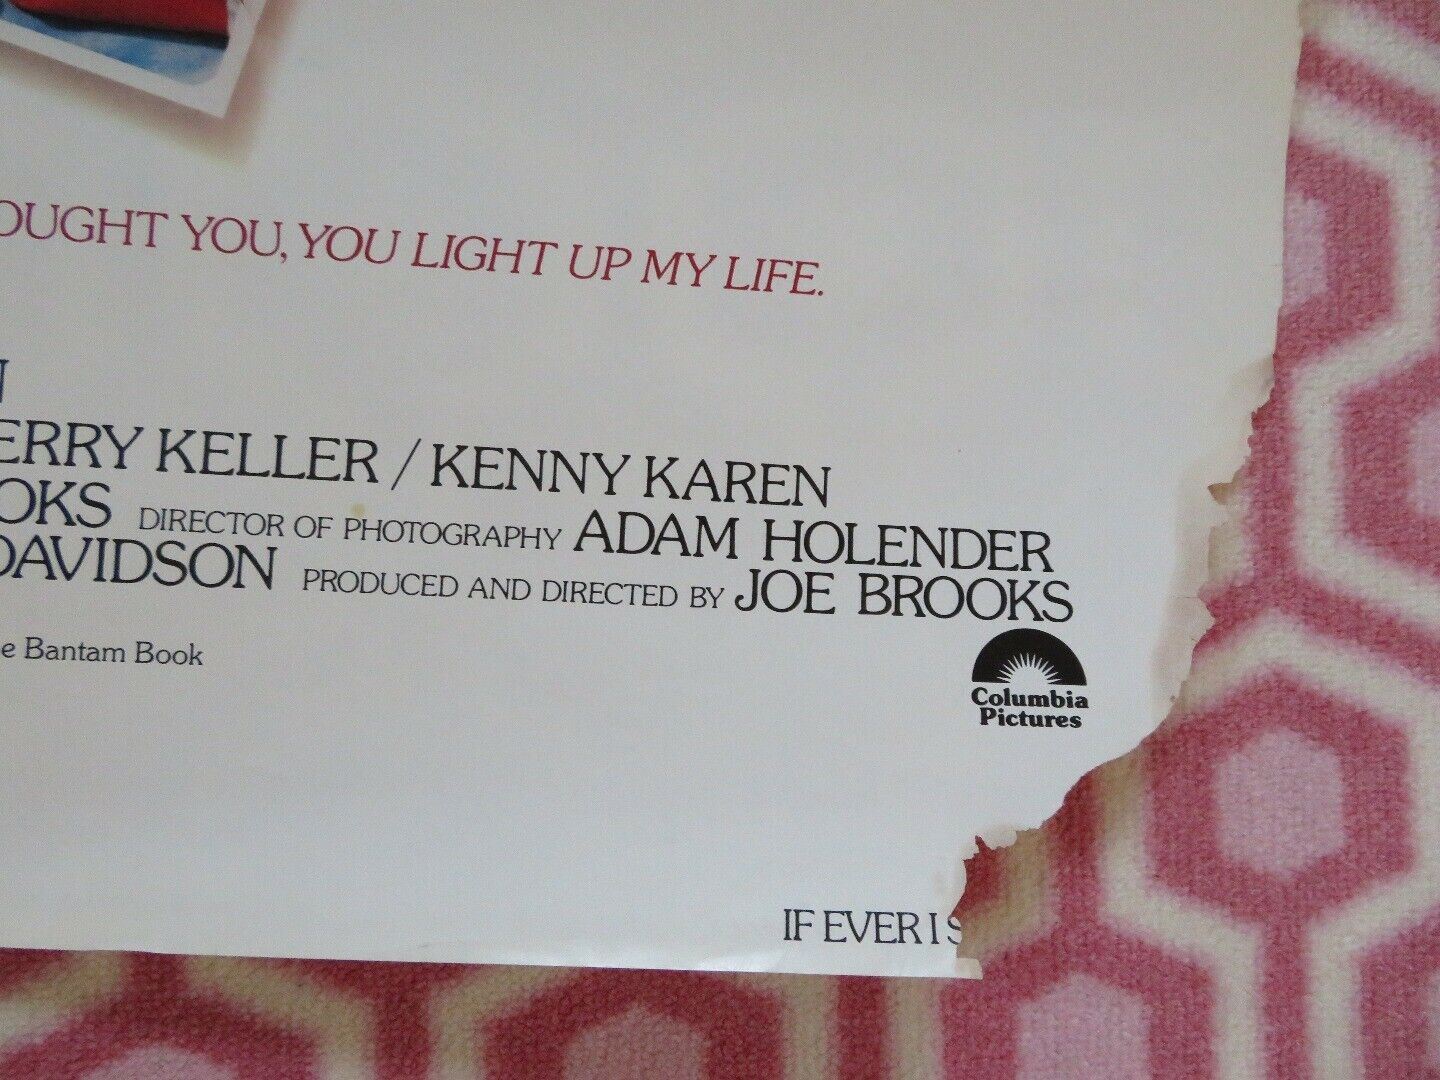 OUGHT YOU, YOU LIGHT UP MY LIFE.
N
ERRY KELLER / KENNY KAREN
OKS DIRECTOR OF PHOTOGRAPHY ADAM HOLENDER
DAVIDSON PRODUCED AND DIRECTED BY JOE BROOKS
e Bantam Book
Columbia
Pictures
IF EVER I S